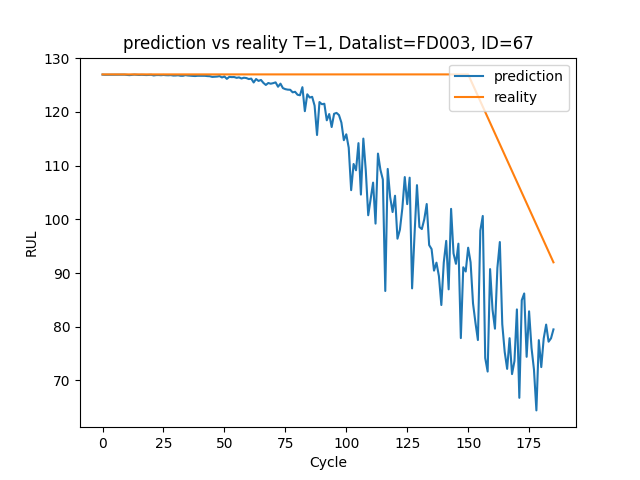 prediction vs reality T=1, Datalist=FD003, ID=67
prediction
reality
RUL
130
120
110
100
90
80
70
0 25 50 75 100 125 150 175
Cycle